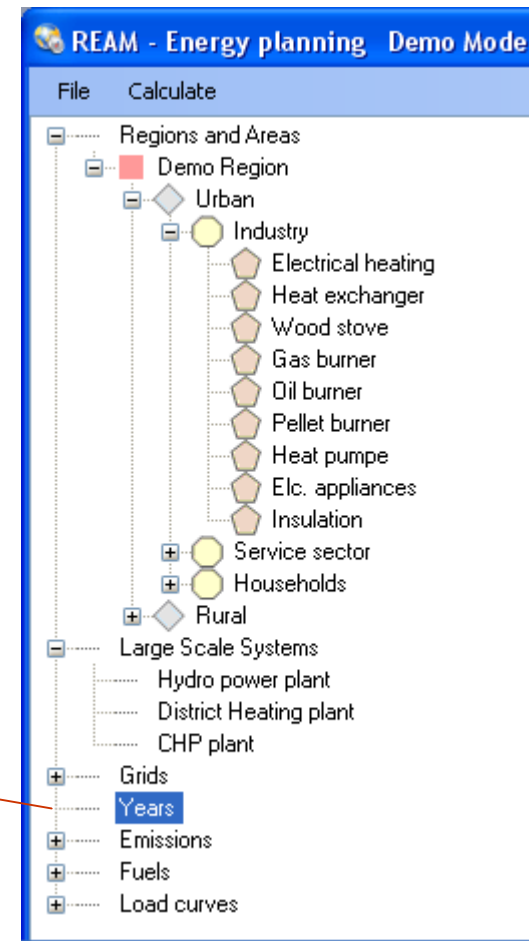 REAM - Energy planning Demo Mode
File Calculate
Regions and Areas
Demo Region
Urban
Industry
Electrical heating
Heat exchanger
Wood stove
Gas burner
Oil burner
Pellet burner
Heat pumpe
Elc. appliances
Insulation
Service sector
Households
Rural
Large Scale Systems
Hydro power plant
District Heating plant
CHP plant
Grids
Years
Emissions
Fuels
Load curves